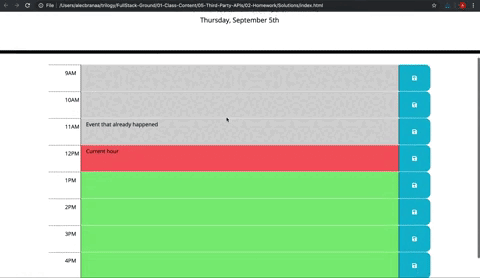 File | /Users/alecbranaa/trilogy/FullStack-Ground/01-Class-Content/05-Third-Party-APIs/02-Homework/Solutions/index.html
Thursday, September 5th
9AM
10AM
11AM Event that already happened
12PM Current hour
1PM
2PM
3PM
4PM